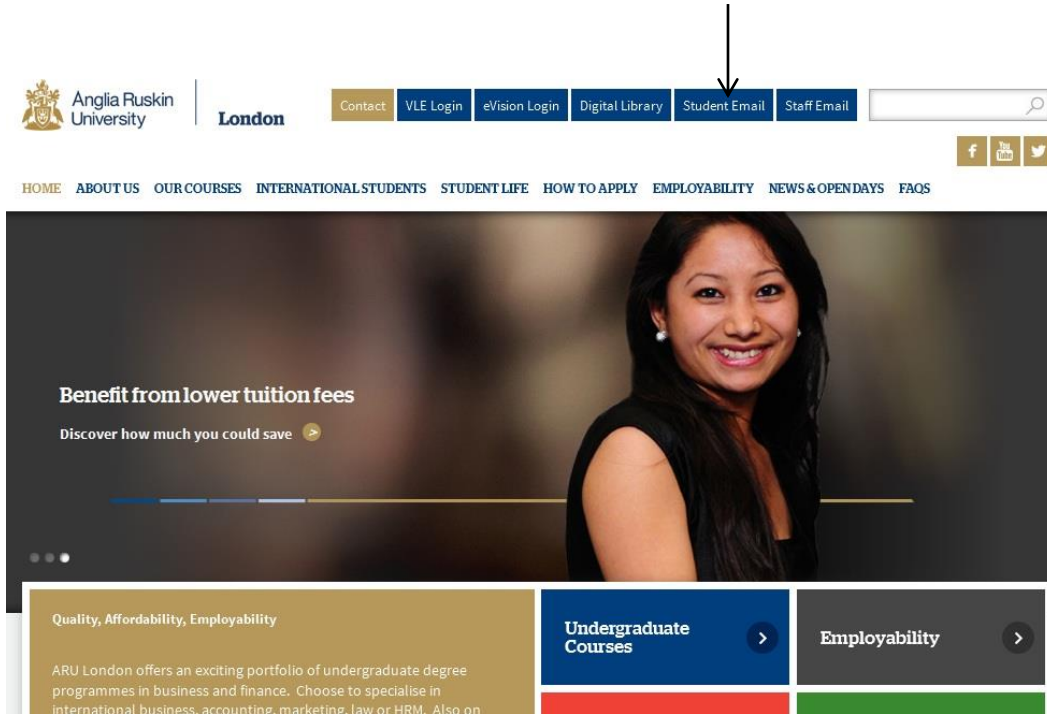 Anglia Ruskin
University
London
Contact
VLE Login
eVision Login
Digital Library
Student Email
Staff Email
f
You
Tube
HOME ABOUT US OUR COURSES INTERNATIONAL STUDENTS STUDENT LIFE HOW TO APPLY EMPLOYABILITY NEWS & OPEN DAYS FAQS
Benefit from lower tuition fees
Discover how much you could save >
Quality, Affordability, Employability
ARU London offers an exciting portfolio of undergraduate degree
programmes in business and finance. Choose to specialise in
international business, accounting, marketing, law or HRM. Also on
Undergraduate
Courses
Employability